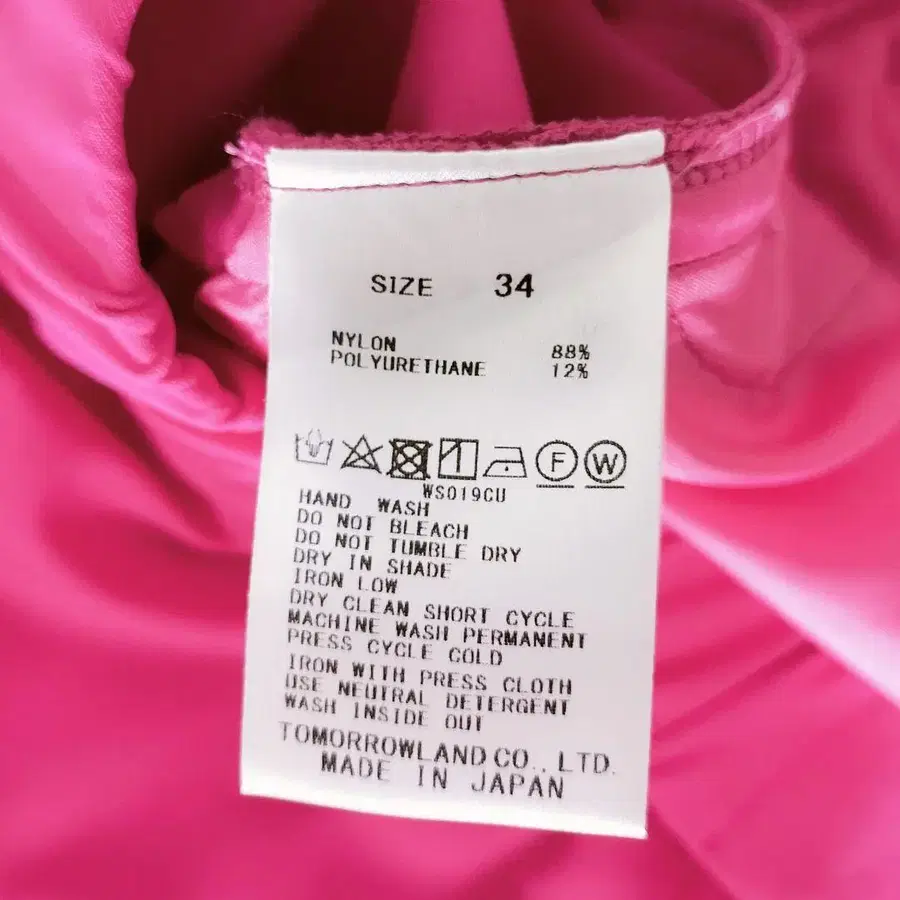 SIZE 34
NYLON 88%
POLYURETHANE 12%
F W
WS019CU
HAND WASH
DO NOT BLEACH
DO NOT TUMBLE DRY
DRY IN SHADE
IRON LOW
DRY CLEAN SHORT CYCLE
MACHINE WASH PERMANENT
PRESS CYCLE COLD
IRON WITH PRESS CLOTH
USE NEUTRAL DETERGENT
WASH INSIDE OUT
TOMORROWLAND CO., LTD.
MADE IN JAPAN